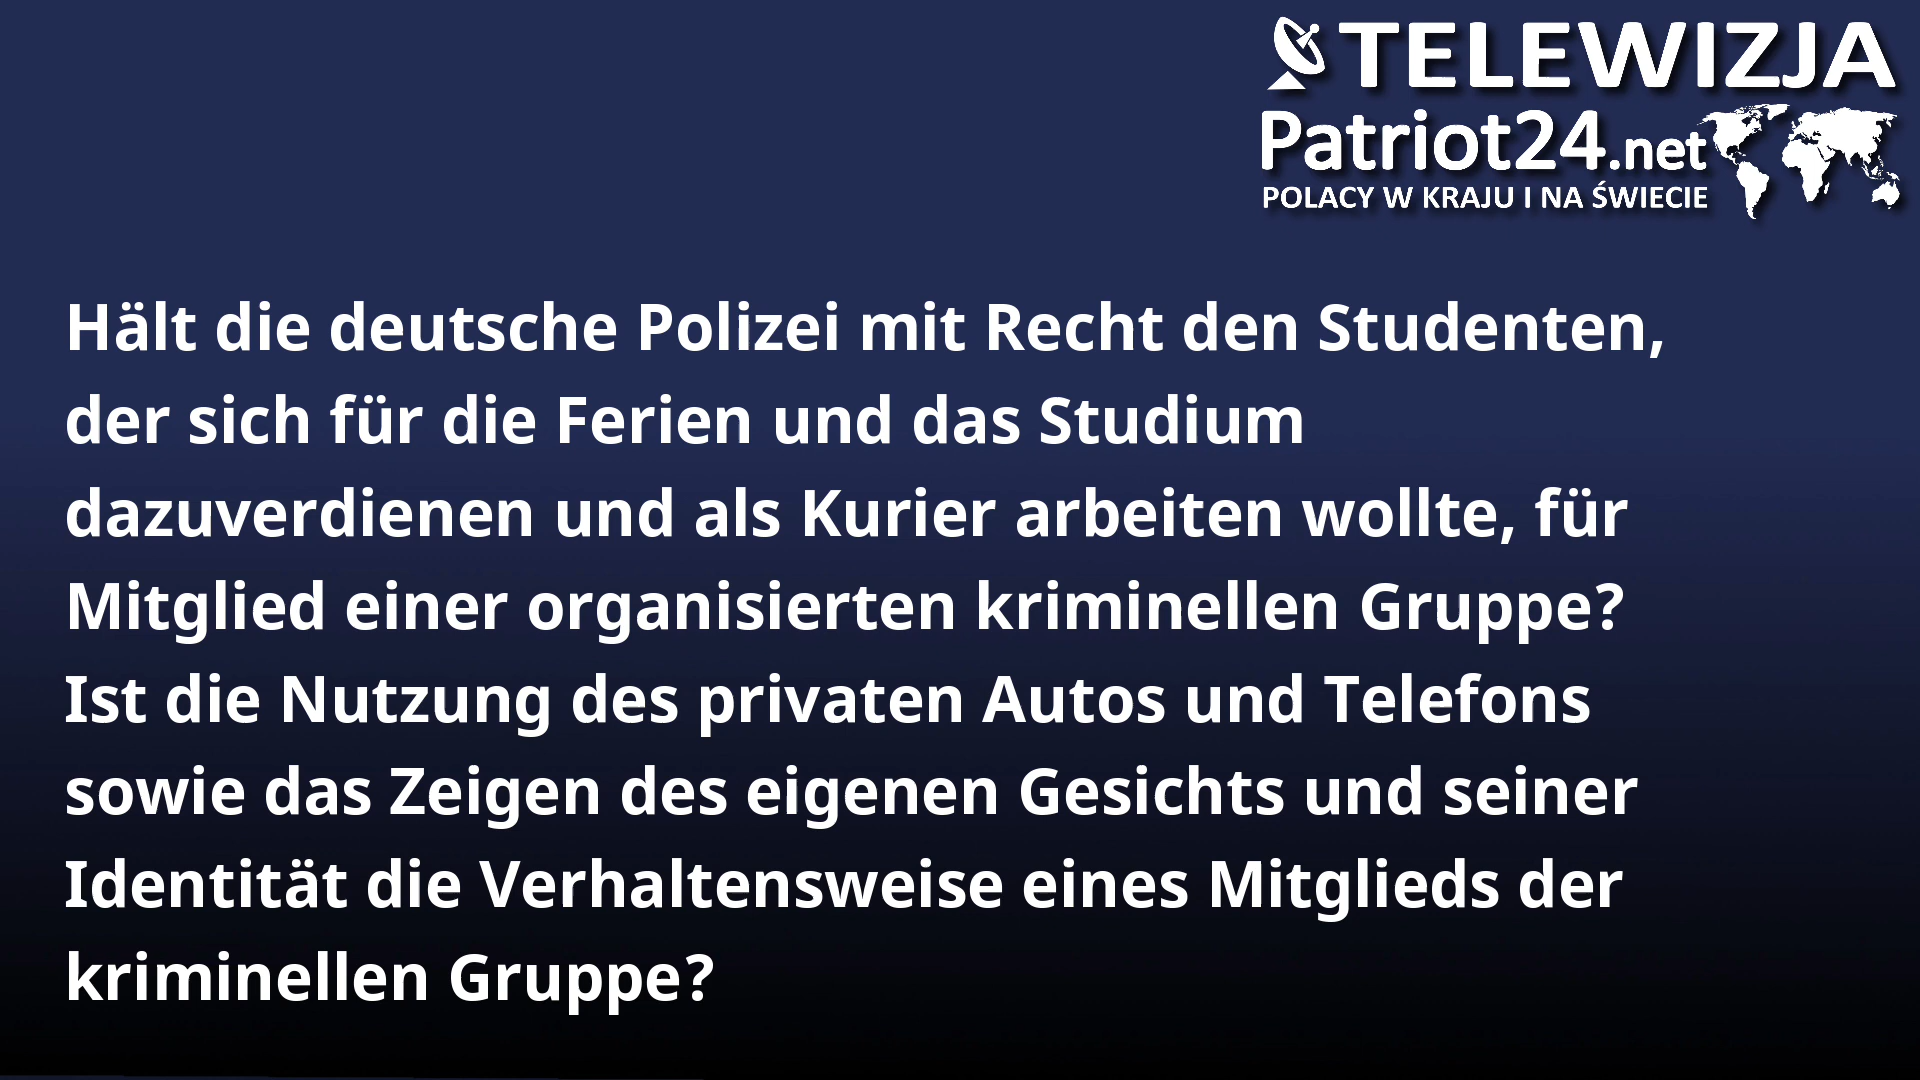 TELEWIZJA
Patriot24.net
POLACY W KRAJU I NA ŚWIECIE
Hält die deutsche Polizei mit Recht den Studenten,
der sich für die Ferien und das Studium
dazuverdienen und als Kurier arbeiten wollte, für
Mitglied einer organisierten kriminellen Gruppe?
Ist die Nutzung des privaten Autos und Telefons
sowie das Zeigen des eigenen Gesichts und seiner
Identität die Verhaltensweise eines Mitglieds der
kriminellen Gruppe?